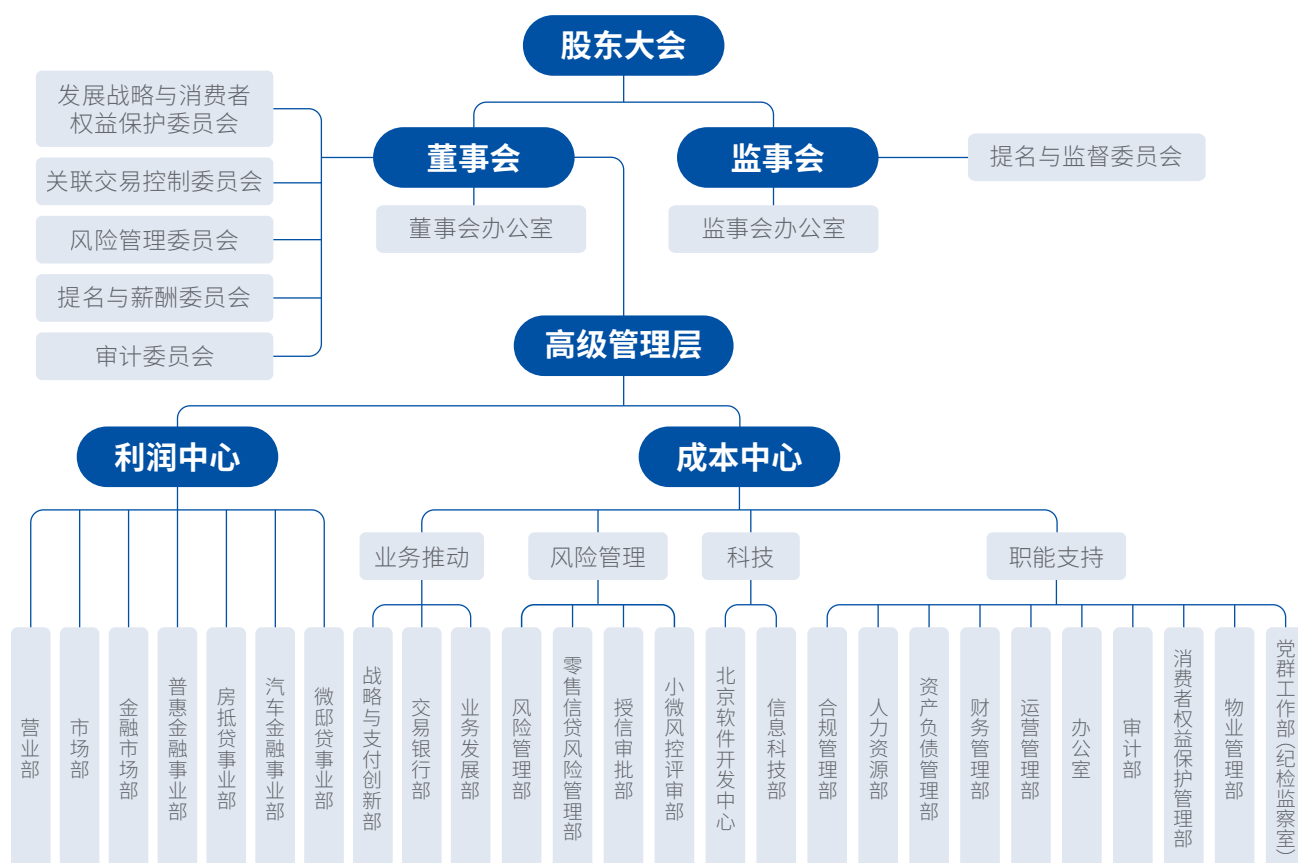 股东大会
发展战略与消费者
权益保护委员会
董事会
监事会
提名与监督委员会
关联交易控制委员会
董事会办公室
监事会办公室
风险管理委员会
提名与薪酬委员会
高级管理层
审计委员会
利润中心
成本中心
业务推动
风险管理
科技
职能支持
营业部
市场部
金融市场部
普惠金融事业部
房抵贷事业部
汽车金融事业部
微邸贷事业部
战略与支付创新部
交易银行部
业务发展部
风险管理部
零售信贷风险管理部
授信审批部
小微风控评审部
北京软件开发中心
信息科技部
合规管理部
人力资源部
资产负债管理部
财务管理部
运营管理部
办公室
审计部
消费者权益保护管理部
物业管理部
党群工作部（纪检监察室）